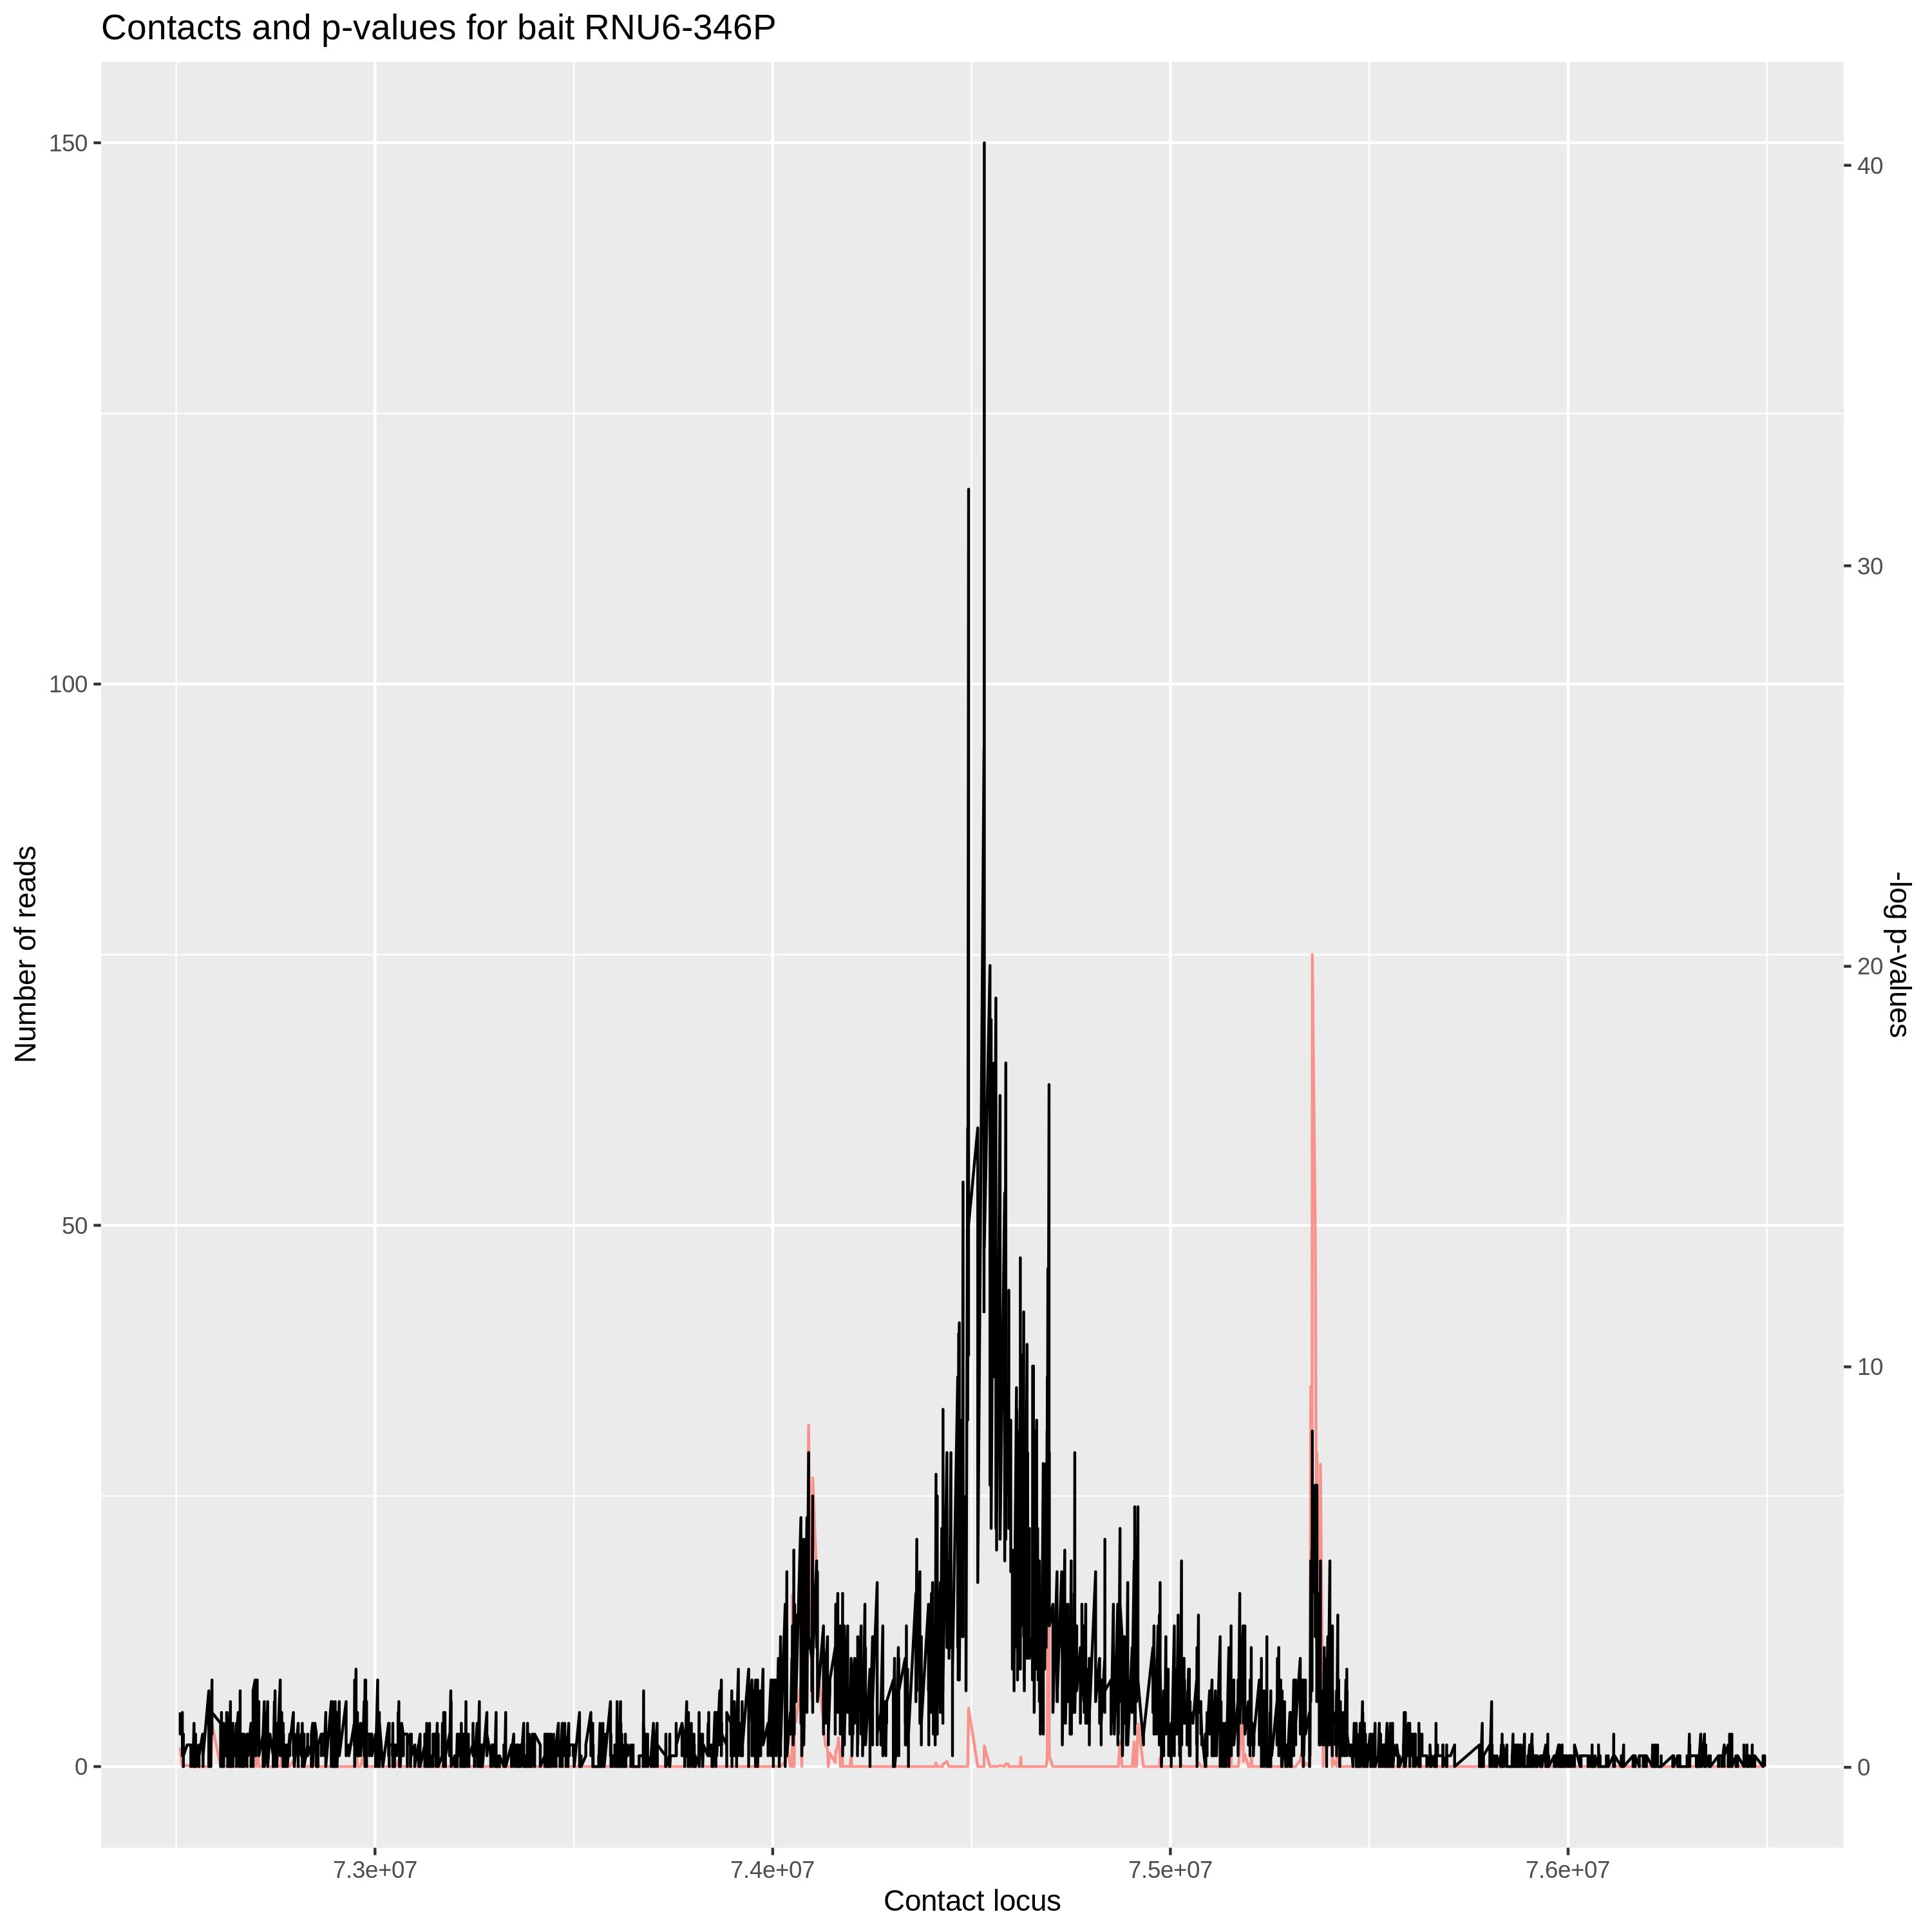 Contacts and p-values for bait RNU6-346P
150
100
50
0
Number of reads
40
30
20
10
0
-log p-values
7.3e+07
7.4e+07
7.5e+07
7.6e+07
Contact locus